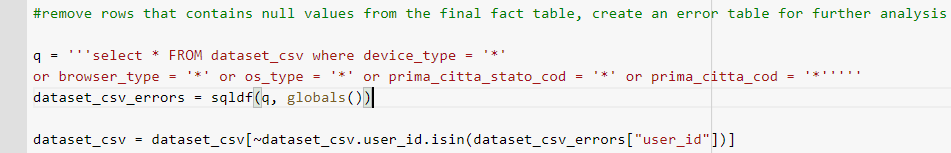 #remove rows that contains null values from the final fact table, create an error table for further analysis
q = '''select * FROM dataset_csv where device_type = '*'
or browser_type = '*' or os_type = '*' or prima_citta_stato_cod = '*' or prima_citta_cod = '*'''''
dataset_csv_errors = sqldf(q, globals())
dataset_csv = dataset_csv[~dataset_csv.user_id.isin(dataset_csv_errors["user_id"])]